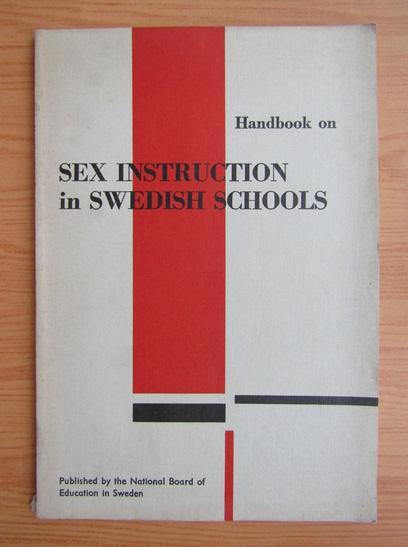 Handbook on
SEX INSTRUCTION
in SWEDISH SCHOOLS
Published by the National Board of
Education in Sweden